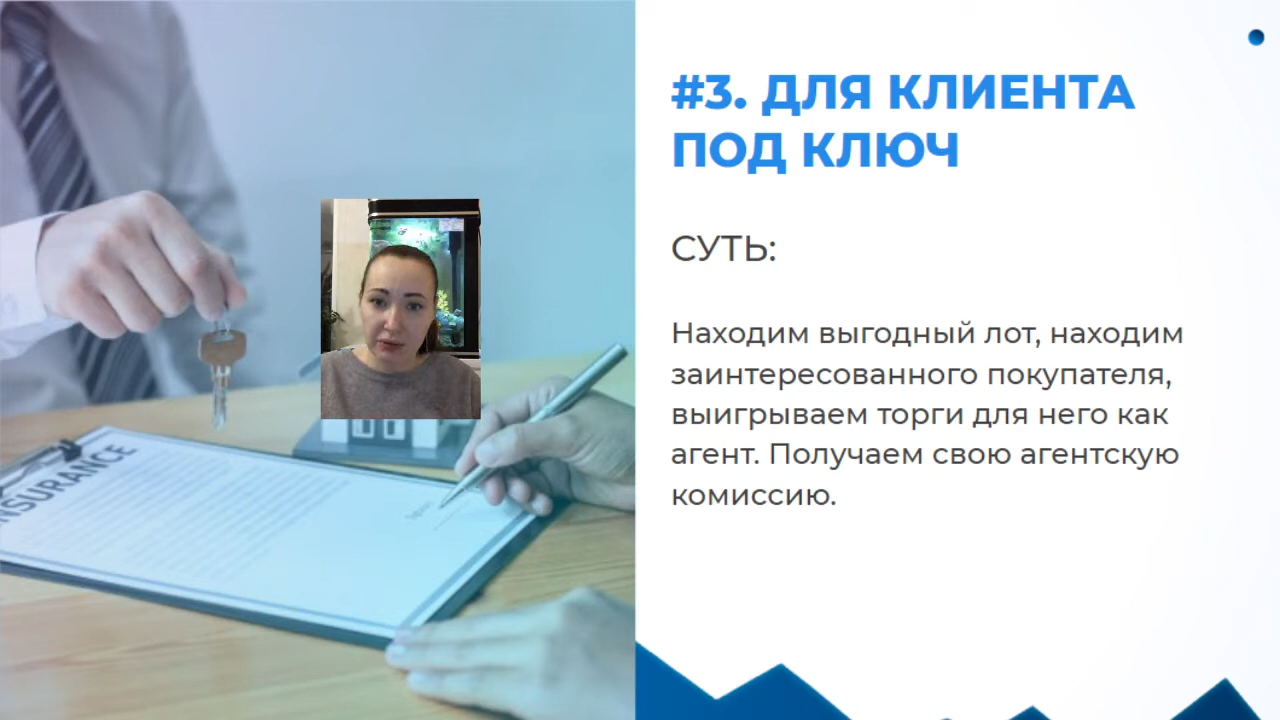 #3. ДЛЯ КЛИЕНТА
ПОД КЛЮЧ
СУТЬ:
Находим выгодный лот, находим
заинтересованного покупателя,
выигрываем торги для него как
агент. Получаем свою агентскую
комиссию.
NSURANCE